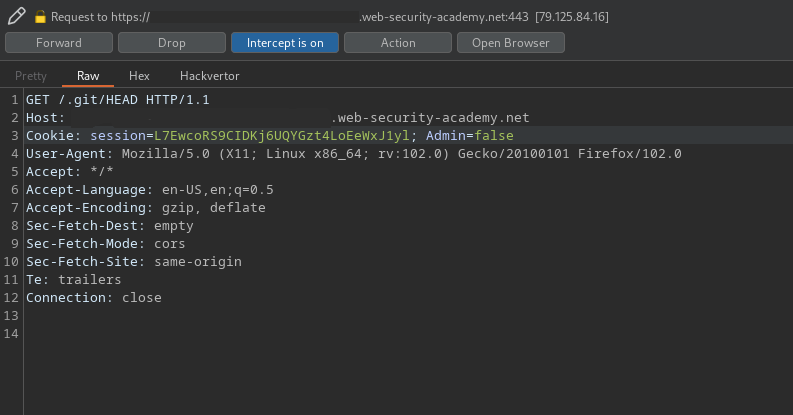 Request to https:// .web-security-academy.net:443 [79.125.84.16]
Forward Drop Intercept is on Action Open Browser
Pretty Raw Hex Hackvertor
1 GET /.git/HEAD HTTP/1.1
2 Host: .web-security-academy.net
3 Cookie: session=L7EwcoRS9CIDKj6UQYGzt4LoEeWxJ1yl; Admin=false
4 User-Agent: Mozilla/5.0 (X11; Linux x86_64; rv:102.0) Gecko/20100101 Firefox/102.0
5 Accept: */*
6 Accept-Language: en-US,en;q=0.5
7 Accept-Encoding: gzip, deflate
8 Sec-Fetch-Dest: empty
9 Sec-Fetch-Mode: cors
10 Sec-Fetch-Site: same-origin
11 Te: trailers
12 Connection: close
13
14